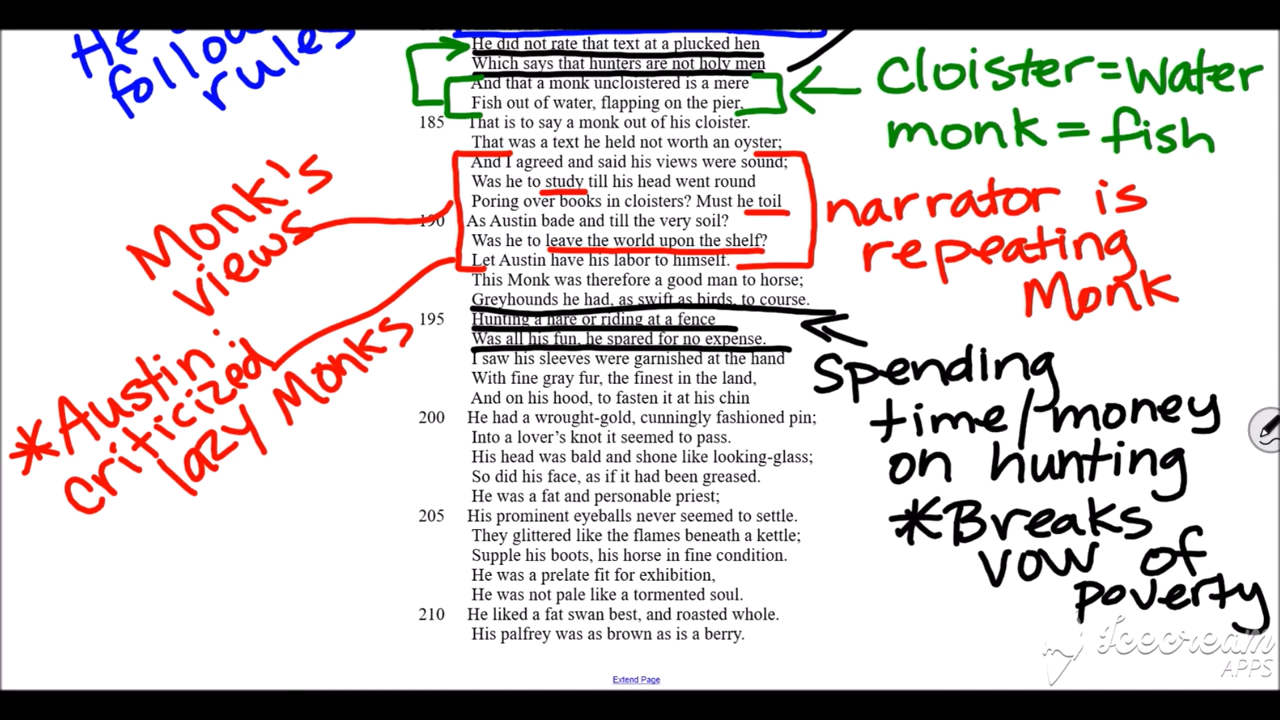 He
follow
rules
He did not rate that text at a plucked hen
Which says that hunters are not holy men
And that a monk uncloistered is a mere
Fish out of water, flapping on the pier,
185 That is to say a monk out of his cloister.
That was a text he held not worth an oyster;
And I agreed and said his views were sound;
Was he to study till his head went round
Poring over books in cloisters? Must he toil
190 As Austin bade and till the very soil?
Was he to leave the world upon the shelf?
Let Austin have his labor to himself.
This Monk was therefore a good man to horse;
Greyhounds he had, as swift as birds, to course.
195 Hunting a hare or riding at a fence
Was all his fun, he spared for no expense.
I saw his sleeves were garnished at the hand
With fine gray fur, the finest in the land,
And on his hood, to fasten it at his chin
200 He had a wrought-gold, cunningly fashioned pin;
Into a lover's knot it seemed to pass.
His head was bald and shone like looking-glass;
So did his face, as if it had been greased.
He was a fat and personable priest;
205 His prominent eyeballs never seemed to settle.
They glittered like the flames beneath a kettle;
Supple his boots, his horse in fine condition.
He was a prelate fit for exhibition,
He was not pale like a tormented soul.
210 He liked a fat swan best, and roasted whole.
His palfrey was as brown as is a berry.
cloister=water
monk = fish
Monk's
views
narrator is
repeating
Monk
*Austin
criticized
lazy Monks
Spending
time/money
on hunting
*Breaks
vow of
poverty
Extend Page
Icecream
APPS